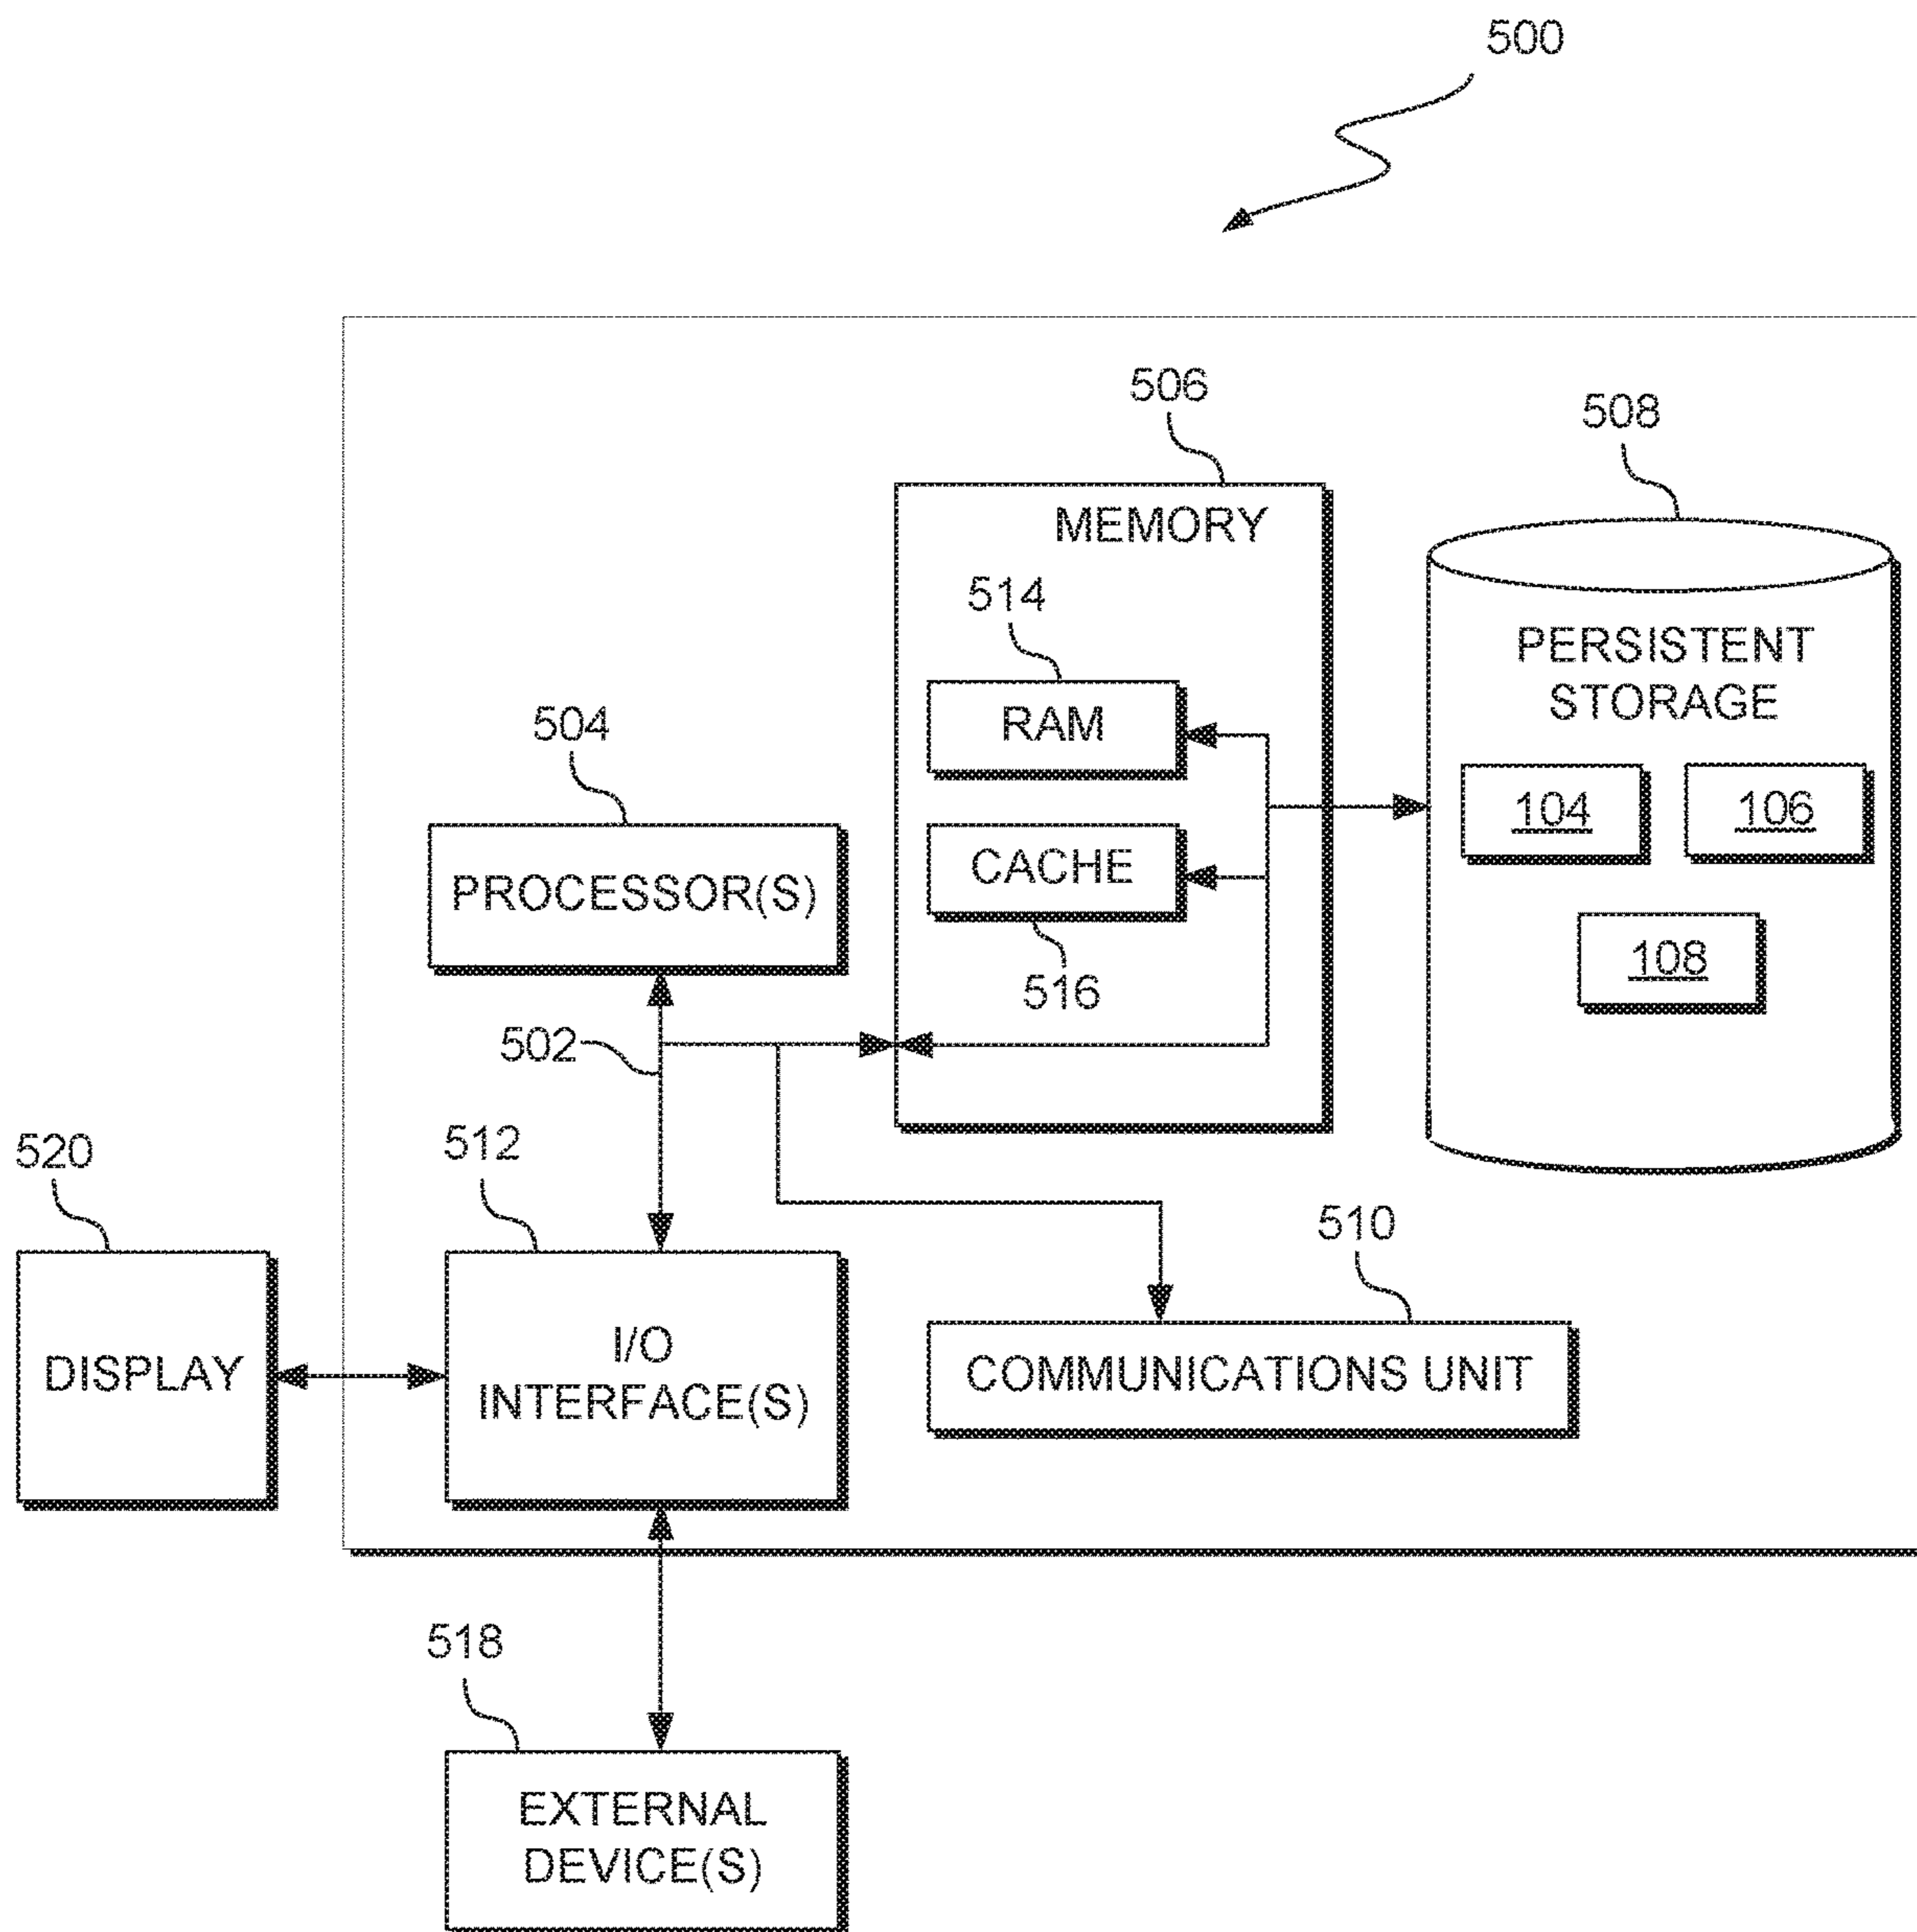 500
506
508
MEMORY
514
PERSISTENT
STORAGE
RAM
504
104
106
CACHE
PROCESSOR(S)
108
516
502
520
512
510
I/O
INTERFACE(S)
DISPLAY
COMMUNICATIONS UNIT
518
EXTERNAL
DEVICE(S)